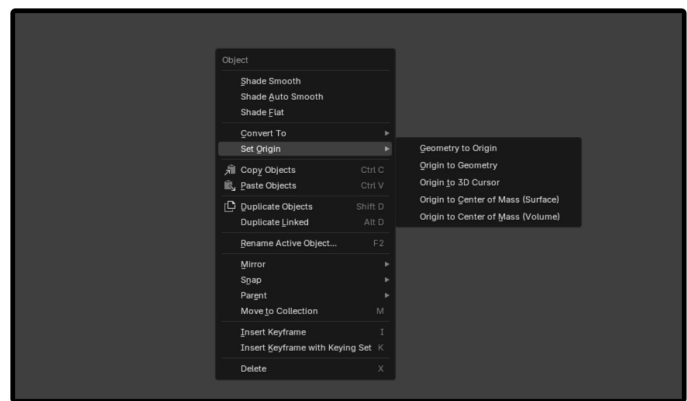 Object
Shade Smooth
Shade Auto Smooth
Shade Flat
Convert To
Set Origin
Copy Objects Ctrl C
Paste Objects Ctrl V
Duplicate Objects Shift D
Duplicate Linked Alt D
Rename Active Object... F2
Mirror
Snap
Parent
Move to Collection M
Insert Keyframe I
Insert Keyframe with Keying Set K
Delete X
Geometry to Origin
Origin to Geometry
Origin to 3D Cursor
Origin to Center of Mass (Surface)
Origin to Center of Mass (Volume)